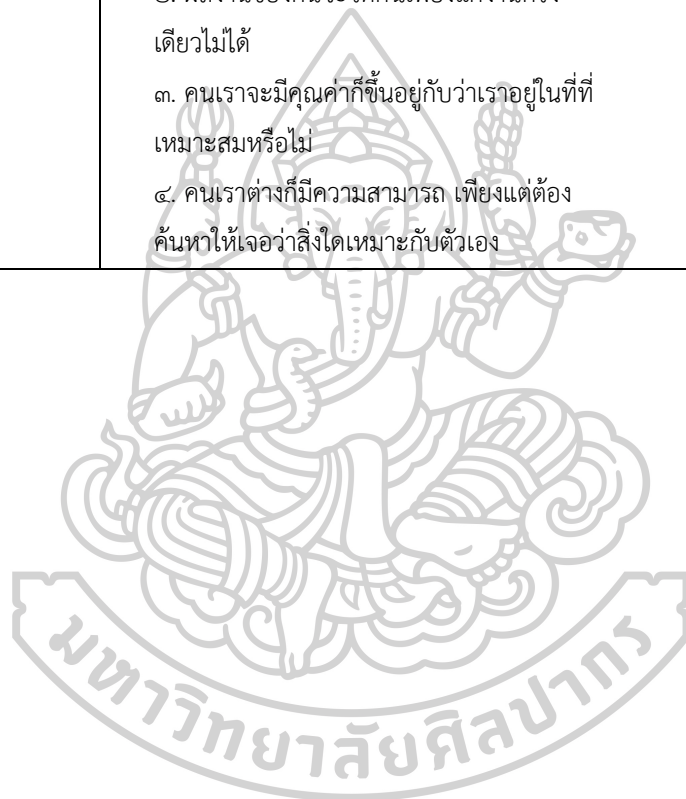 เดียวไม่ได้
๓. คนเราจะมีคุณค่าก็ขึ้นอยู่กับว่าเราอยู่ในที่ที่
เหมาะสมหรือไม่
๔. คนเราต่างก็มีความสามารถ เพียงแต่ต้อง
ค้นหาให้เจอว่าสิ่งใดเหมาะกับตัวเอง
มหาวิทยาลัยศิลปากร